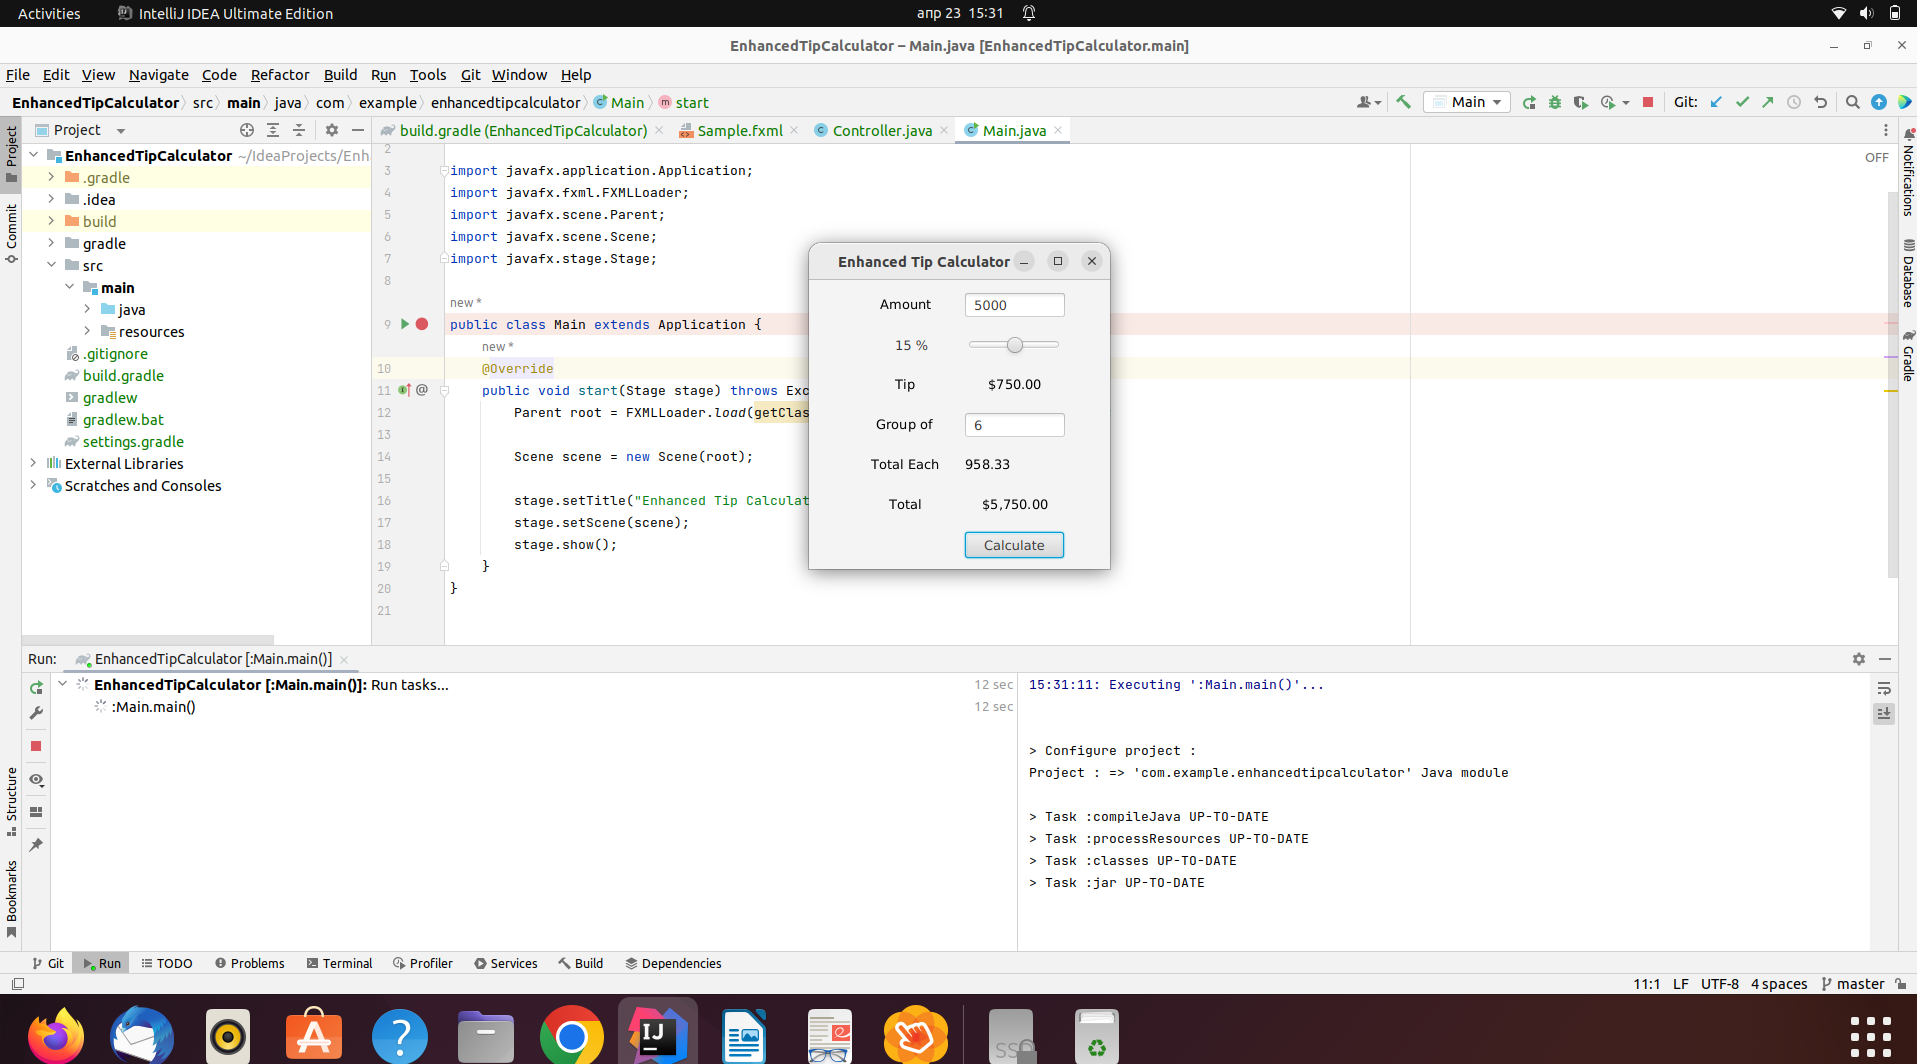 Activities IntelliJ IDEA Ultimate Edition апр 23 15:31
EnhancedTipCalculator – Main.java [EnhancedTipCalculator.main]
File Edit View Navigate Code Refactor Build Run Tools Git Window Help
EnhancedTipCalculator src main java com example enhancedtipcalculator Main start Main Git:
Project build.gradle (EnhancedTipCalculator) Sample.fxml Controller.java Main.java
OFF
Project
Commit
Structure
Bookmarks
Notifications
Database
Gradle
EnhancedTipCalculator ~/IdeaProjects/Enh
.gradle
.idea
build
gradle
src
main
java
resources
.gitignore
build.gradle
gradlew
gradlew.bat
settings.gradle
External Libraries
Scratches and Consoles
2
3 import javafx.application.Application;
4 import javafx.fxml.FXMLLoader;
5 import javafx.scene.Parent;
6 import javafx.scene.Scene;
7 import javafx.stage.Stage;
8
new *
9 public class Main extends Application {
new *
10 @Override
11 public void start(Stage stage) throws Exc
12 Parent root = FXMLLoader.load(getClas
13
14 Scene scene = new Scene(root);
15
16 stage.setTitle("Enhanced Tip Calculat
17 stage.setScene(scene);
18 stage.show();
19 }
20 }
21
Enhanced Tip Calculator
Amount 5000
15 %
Tip $750.00
Group of 6
Total Each 958.33
Total $5,750.00
Calculate
Run: EnhancedTipCalculator [:Main.main()]
EnhancedTipCalculator [:Main.main()]: Run tasks... 12 sec
:Main.main() 12 sec
15:31:11: Executing ':Main.main()'...
> Configure project :
Project : => 'com.example.enhancedtipcalculator' Java module
> Task :compileJava UP-TO-DATE
> Task :processResources UP-TO-DATE
> Task :classes UP-TO-DATE
> Task :jar UP-TO-DATE
Git Run TODO Problems Terminal Profiler Services Build Dependencies
11:1 LF UTF-8 4 spaces master
IJ
SS